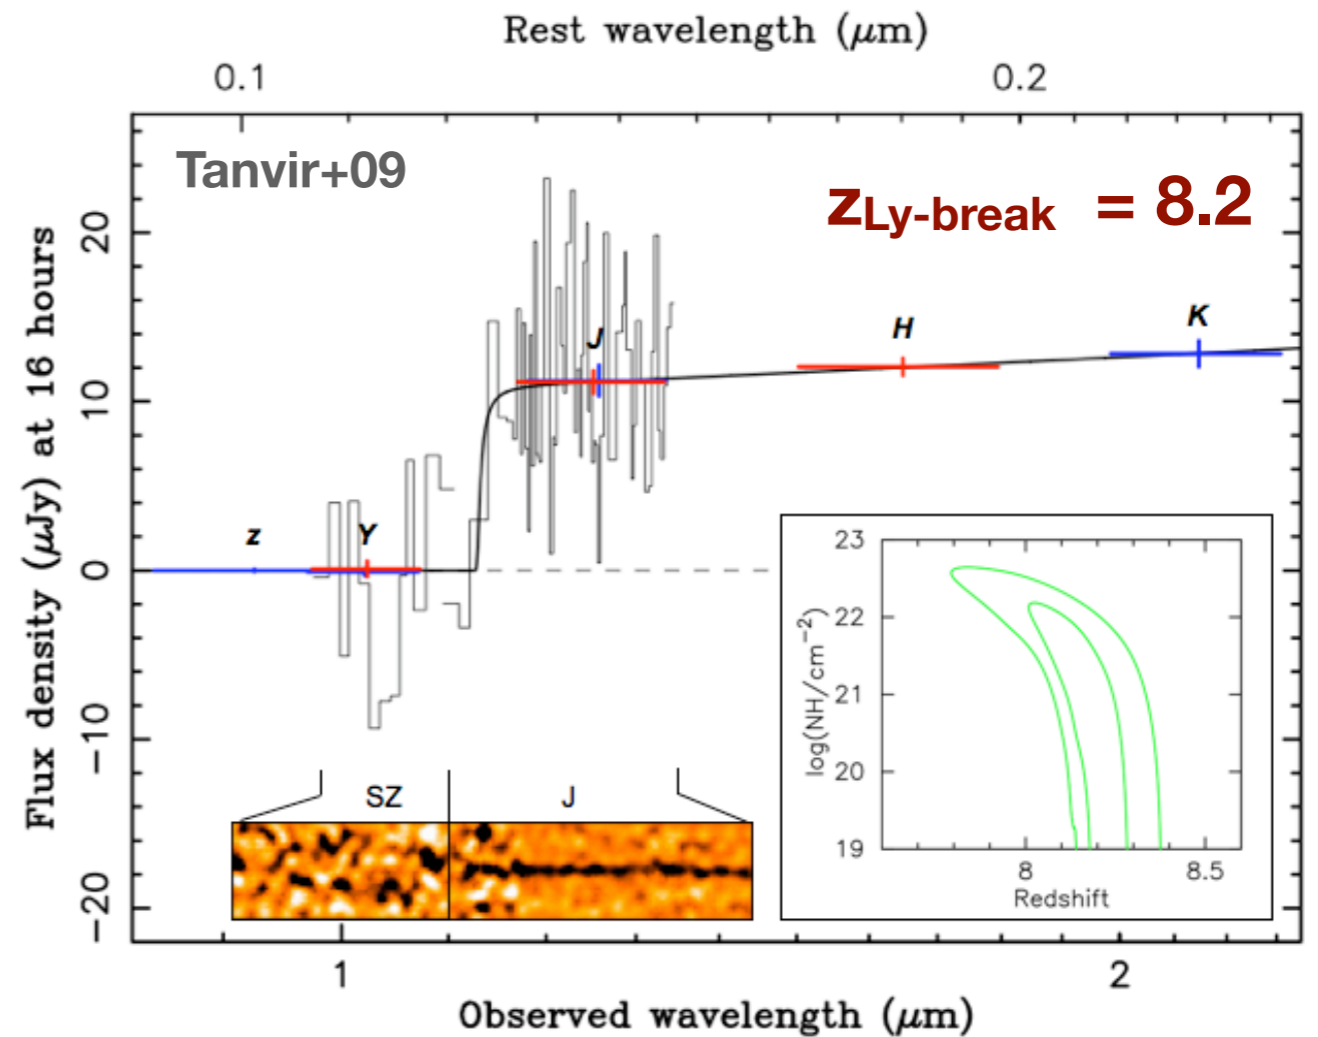 Rest wavelength (μm)
0.1 0.2
Tanvir+09
zLy-break = 8.2
Flux density (μJy) at 16 hours
20
10
0
−10
−20
z
Y
J
H
K
SZ J
23
22
21
20
19
log(NH/cm−2)
8 8.5
Redshift
1 2
Observed wavelength (μm)